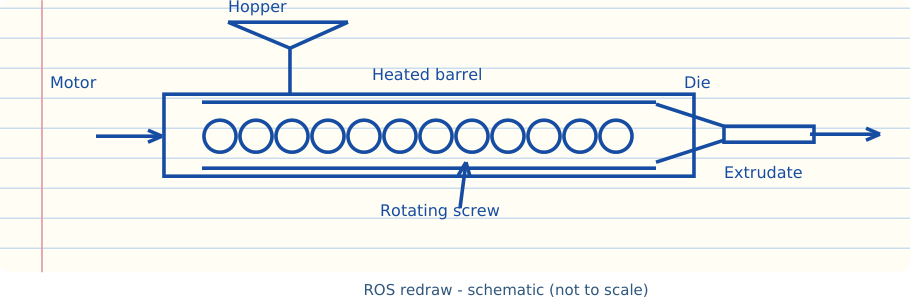 Hopper
Heated barrel
Motor
Die
Extrudate
Rotating screw
ROS redraw - schematic (not to scale)